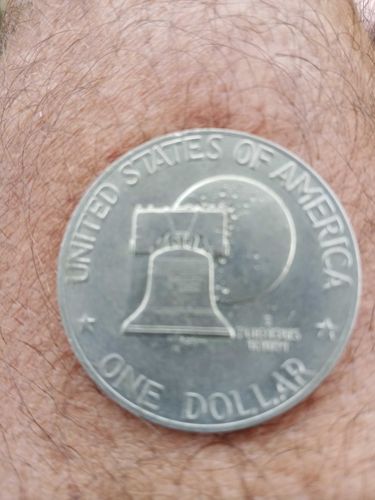 UNITED STATES OF AMERICA
ONE DOLLAR